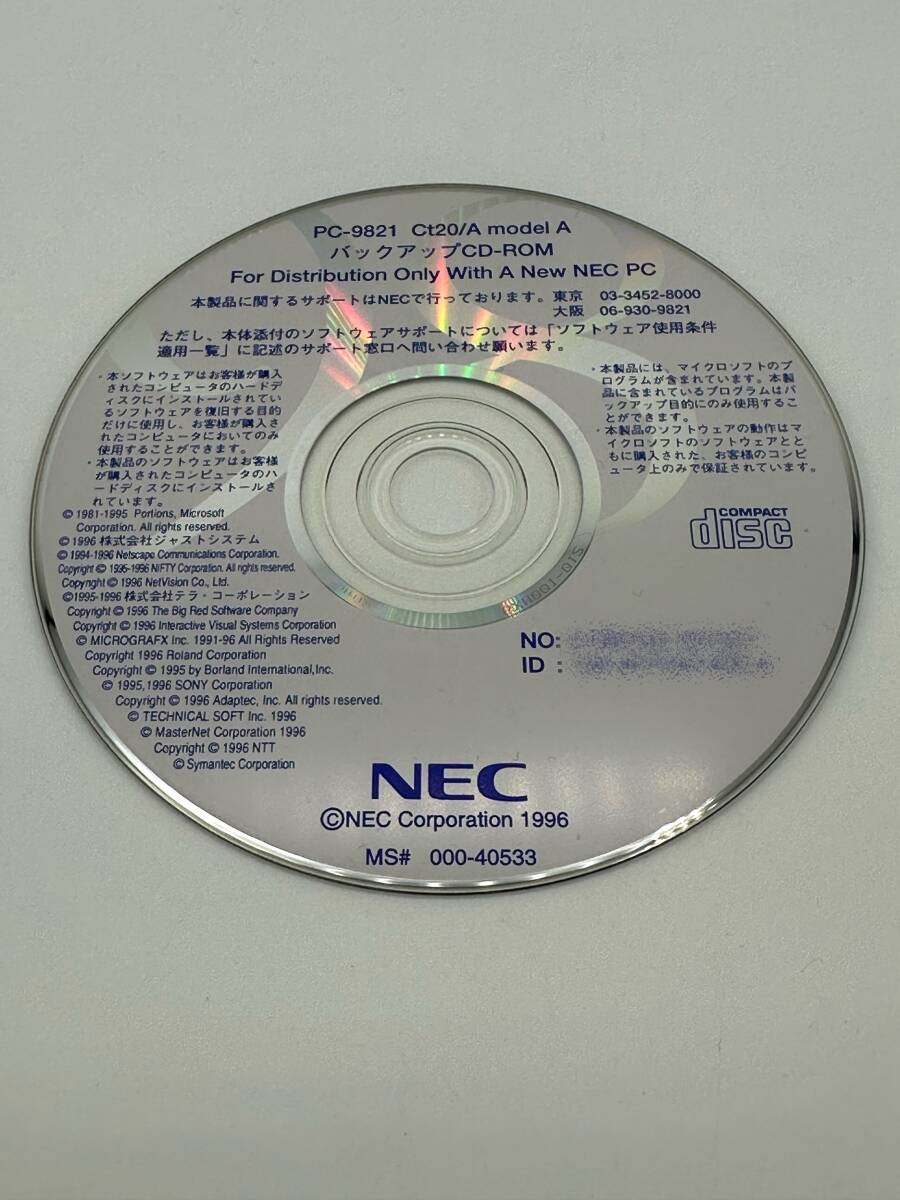 PC-9821 Ct20/A model A
バックアップCD-ROM
For Distribution Only With A New NEC PC
本製品に関するサポートはNECで行っております。東京 03-3452-8000
大阪 06-930-9821
ただし、本体添付のソフトウェアサポートについては「ソフトウェア使用条件
適用一覧」に記述のサポート窓口へ問い合わせ願います。
・本ソフトウェアはお客様が購入
されたコンピュータのハードデ
ィスクにインストールされてい
るソフトウェアを復旧する目的
だけに使用し、お客様が購入さ
れたコンピュータにおいてのみ
使用することができます。
・本製品のソフトウェアはお客様
が購入されたコンピュータのハ
ードディスクにインストールさ
れています。
・本製品には、マイクロソフトのプ
ログラムが含まれています。本製
品に含まれているプログラムはバ
ックアップ目的にのみ使用するこ
とができます。
・本製品のソフトウェアの動作はマ
イクロソフトのソフトウェアとと
もに購入された、お客様のコンピ
ュータ上のみで保証されています。
© 1981-1995 Portions, Microsoft
Corporation. All rights reserved.
© 1996 株式会社ジャストシステム
© 1994-1996 Netscape Communications Corporation.
Copyright © 1995-1996 NIFTY Corporation. All rights reserved.
Copyright © 1996 NetVision Co., Ltd.
©1995-1996 株式会社テラ・コーポレーション
Copyright © 1996 The Big Red Software Company
Copyright © 1996 Interactive Visual Systems Corporation
© MICROGRAFX Inc. 1991-96 All Rights Reserved
Copyright 1996 Roland Corporation
Copyright © 1995 by Borland International,Inc.
© 1995,1996 SONY Corporation
Copyright © 1996 Adaptec, Inc. All rights reserved.
© TECHNICAL SOFT Inc. 1996
© MasterNet Corporation 1996
Copyright © 1996 NTT
© Symantec Corporation
COMPACT
disc
NO:
ID :
NEC
©NEC Corporation 1996
MS# 000-40533